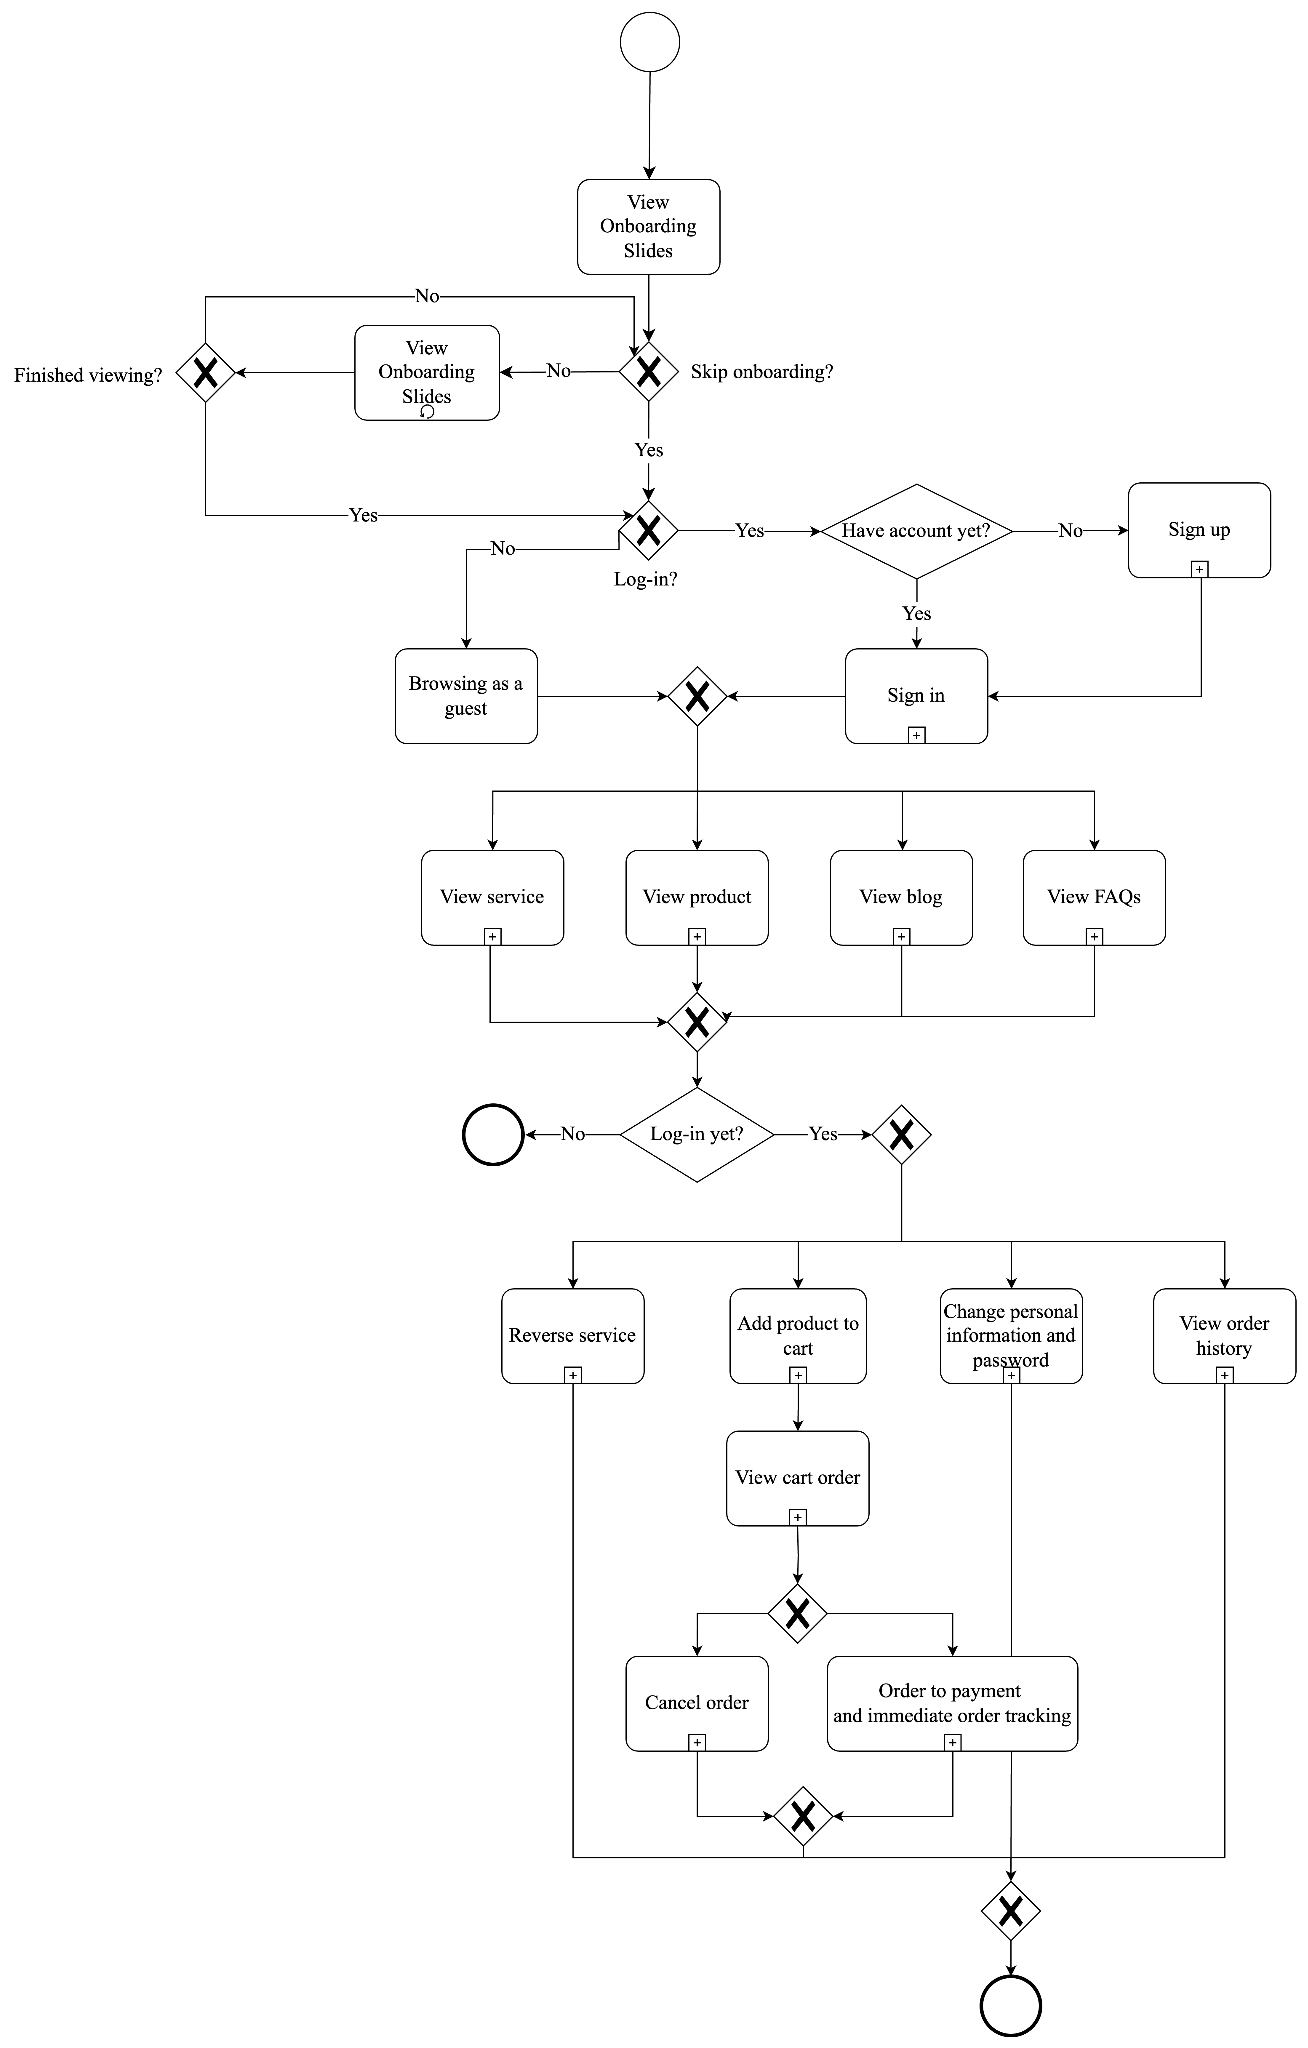 View
Onboarding
Slides
No
Finished viewing?
View
Onboarding
Slides
No
Skip onboarding?
Yes
Yes
No
Log-in?
Yes
Have account yet?
No
Sign up
Yes
Browsing as a
guest
Sign in
View service
View product
View blog
View FAQs
No
Log-in yet?
Yes
Reverse service
Add product to
cart
Change personal
information and
password
View order
history
View cart order
Cancel order
Order to payment
and immediate order tracking